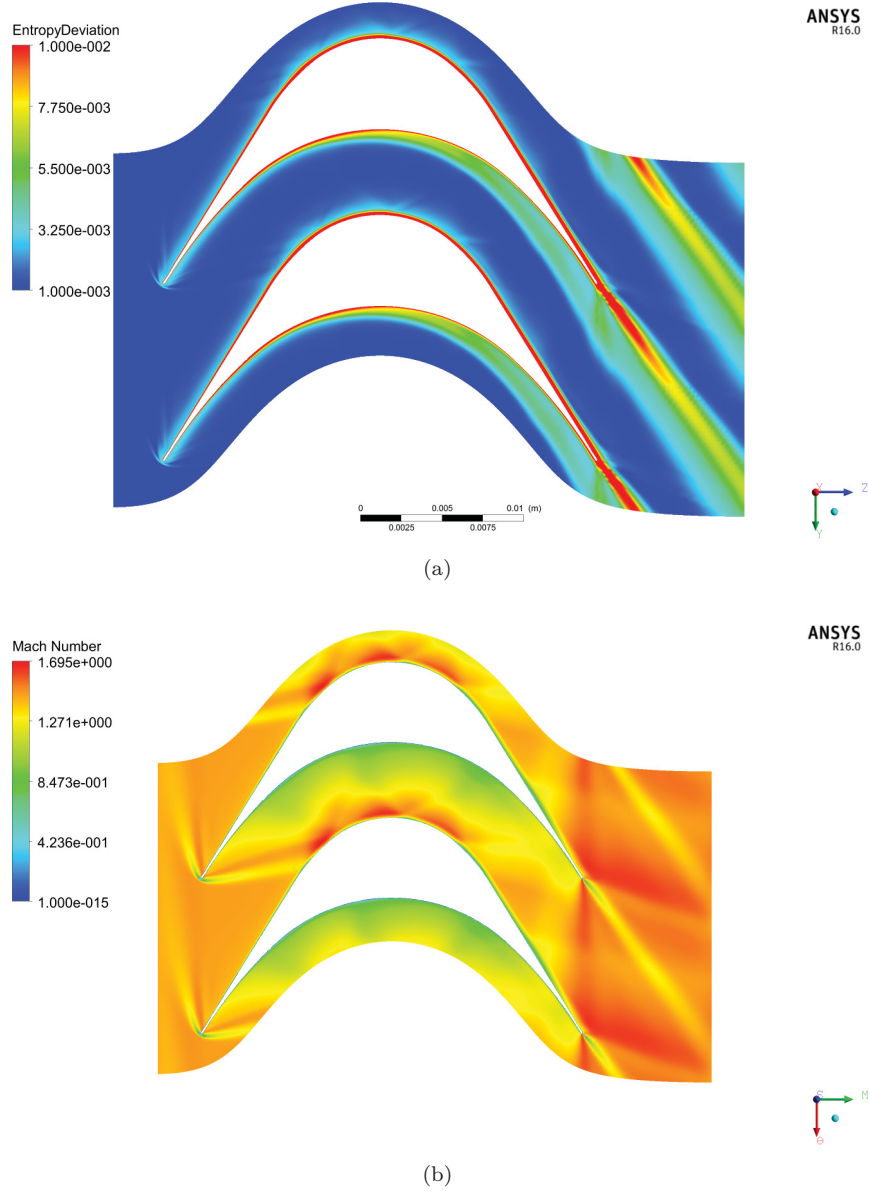 EntropyDeviation
1.000e-002
7.750e-003
5.500e-003
3.250e-003
1.000e-003
ANSYS
R16.0
0 0.005 0.01 (m)
0.0025 0.0075
Y Z
Y
(a)
Mach Number
1.695e+000
1.271e+000
8.473e-001
4.236e-001
1.000e-015
ANSYS
R16.0
S M
θ
(b)